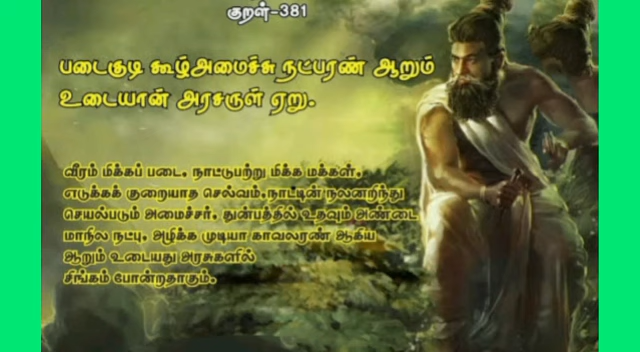 குறள்-381
படைகுடி கூழ்அமைச்சு நட்பரண் ஆறும்
உடையான் அரசருள் ஏறு.
வீரம் மிக்கப் படை, நாட்டுபற்று மிக்க மக்கள்,
எடுக்கக் குறையாத செல்வம்,நாட்டின் நலனறிந்து
செயல்படும் அமைச்சர், துன்பத்தில் உதவும் அண்டை
மாநில நட்பு, அழிக்க முடியா காவலரண் ஆகிய
ஆறும் உடையது அரசுகளில்
சிங்கம் போன்றதாகும்.